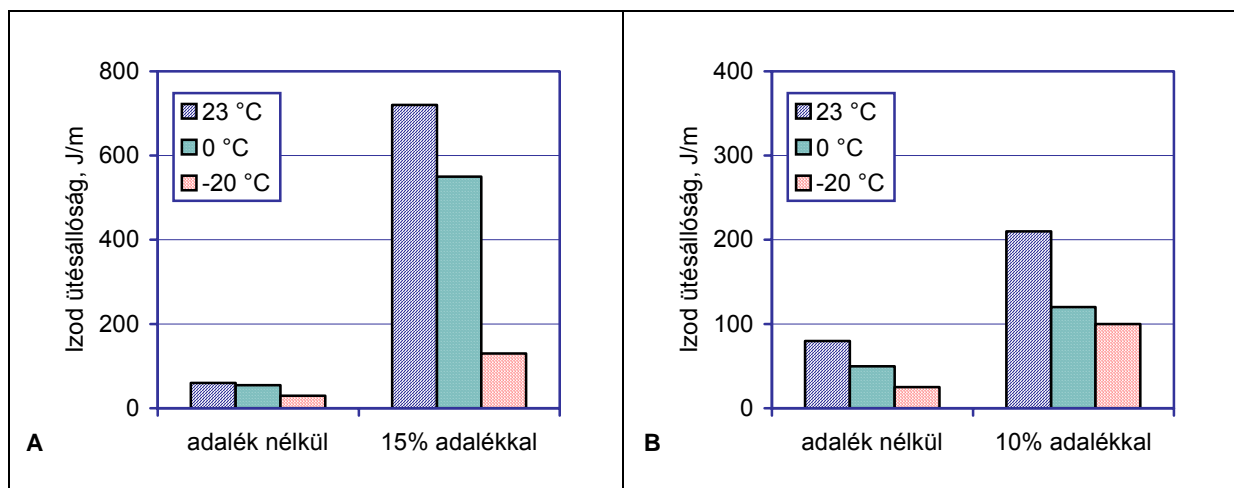 Izod ütésállóság, J/m
800
600
400
200
0
23 °C
0 °C
-20 °C
adalék nélkül
15% adalékkal
A
Izod ütésállóság, J/m
400
300
200
100
0
23 °C
0 °C
-20 °C
adalék nélkül
10% adalékkal
B